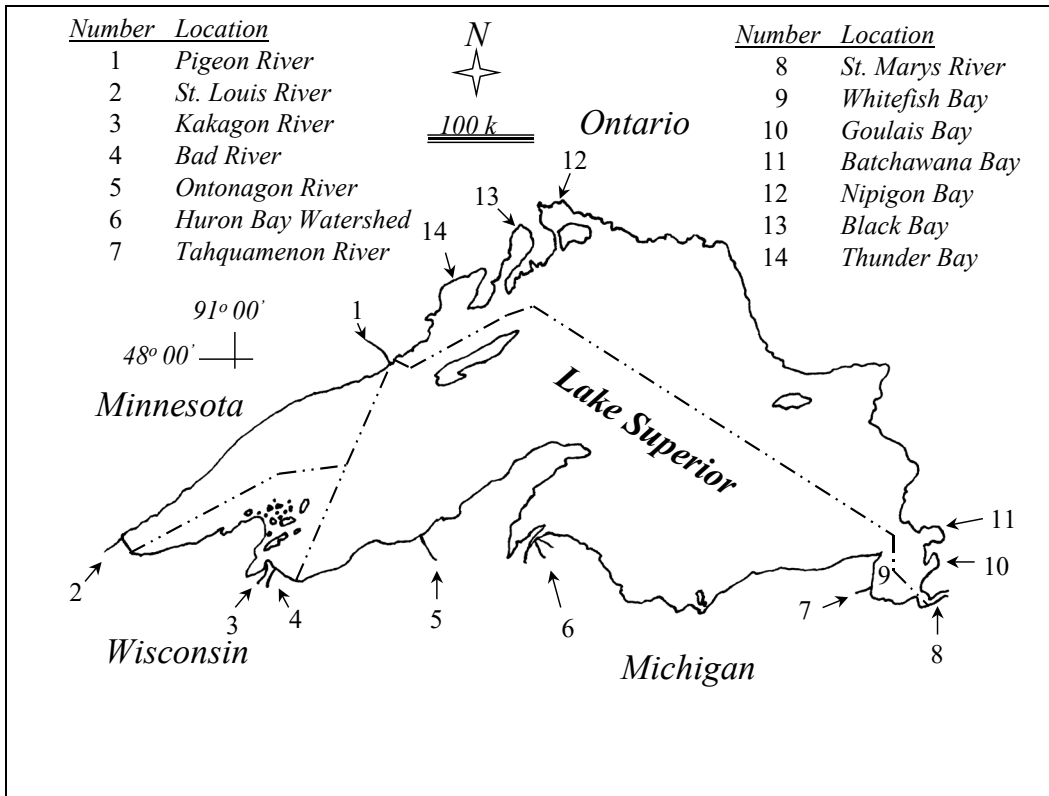 Number Location
1 Pigeon River
2 St. Louis River
3 Kakagon River
4 Bad River
5 Ontonagon River
6 Huron Bay Watershed
7 Tahquamenon River
N
100 k
Ontario
Number Location
8 St. Marys River
9 Whitefish Bay
10 Goulais Bay
11 Batchawana Bay
12 Nipigon Bay
13 Black Bay
14 Thunder Bay
12
13
14
91º 00’
1
48º 00’
Minnesota
Lake Superior
11
9
10
2
3
4
5
6
7
8
Wisconsin
Michigan